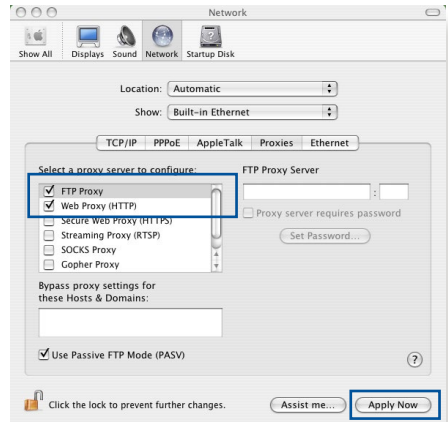 Network
Show All Displays Sound Network Startup Disk
Location: Automatic
Show: Built-in Ethernet
TCP/IP PPPoE AppleTalk Proxies Ethernet
Select a proxy server to configure: FTP Proxy Server
FTP Proxy
Web Proxy (HTTP) :
Secure Web Proxy (HTTPS) Proxy server requires password
Streaming Proxy (RTSP) Set Password...
SOCKS Proxy
Gopher Proxy
Bypass proxy settings for
these Hosts & Domains:
Use Passive FTP Mode (PASV) ?
Click the lock to prevent further changes. Assist me... Apply Now